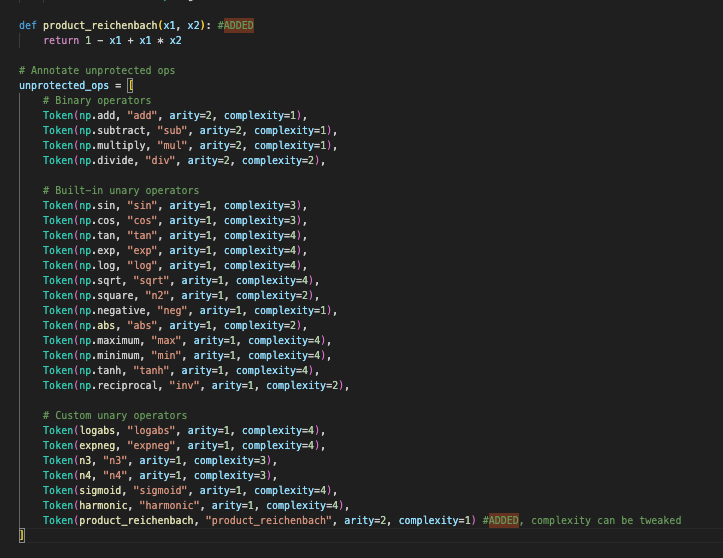 def product_reichenbach(x1, x2): #ADDED
    return 1 - x1 + x1 * x2

# Annotate unprotected ops
unprotected_ops = [
    # Binary operators
    Token(np.add, "add", arity=2, complexity=1),
    Token(np.subtract, "sub", arity=2, complexity=1),
    Token(np.multiply, "mul", arity=2, complexity=1),
    Token(np.divide, "div", arity=2, complexity=2),

    # Built-in unary operators
    Token(np.sin, "sin", arity=1, complexity=3),
    Token(np.cos, "cos", arity=1, complexity=3),
    Token(np.tan, "tan", arity=1, complexity=4),
    Token(np.exp, "exp", arity=1, complexity=4),
    Token(np.log, "log", arity=1, complexity=4),
    Token(np.sqrt, "sqrt", arity=1, complexity=4),
    Token(np.square, "n2", arity=1, complexity=2),
    Token(np.negative, "neg", arity=1, complexity=1),
    Token(np.abs, "abs", arity=1, complexity=2),
    Token(np.maximum, "max", arity=1, complexity=4),
    Token(np.minimum, "min", arity=1, complexity=4),
    Token(np.tanh, "tanh", arity=1, complexity=4),
    Token(np.reciprocal, "inv", arity=1, complexity=2),

    # Custom unary operators
    Token(logabs, "logabs", arity=1, complexity=4),
    Token(expneg, "expneg", arity=1, complexity=4),
    Token(n3, "n3", arity=1, complexity=3),
    Token(n4, "n4", arity=1, complexity=3),
    Token(sigmoid, "sigmoid", arity=1, complexity=4),
    Token(harmonic, "harmonic", arity=1, complexity=4),
    Token(product_reichenbach, "product_reichenbach", arity=2, complexity=1) #ADDED, complexity can be tweaked
]